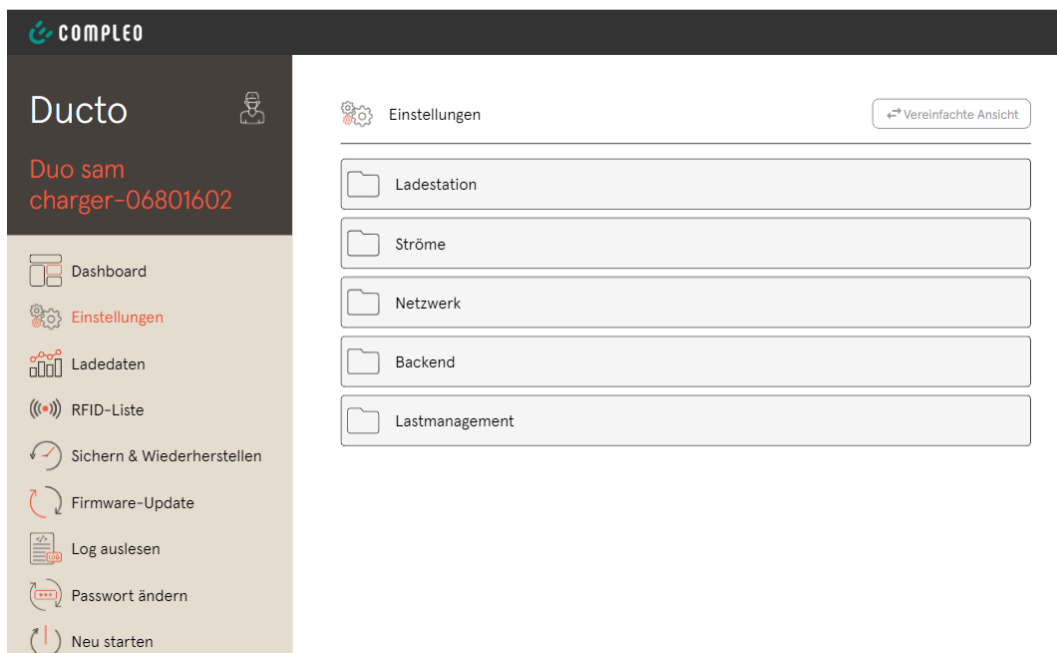 COMPLEO
Ducto
Duo sam
charger-06801602
Dashboard
Einstellungen
Ladedaten
RFID-Liste
Sichern & Wiederherstellen
Firmware-Update
Log auslesen
Passwort ändern
Neu starten
Einstellungen
Vereinfachte Ansicht
Ladestation
Ströme
Netzwerk
Backend
Lastmanagement